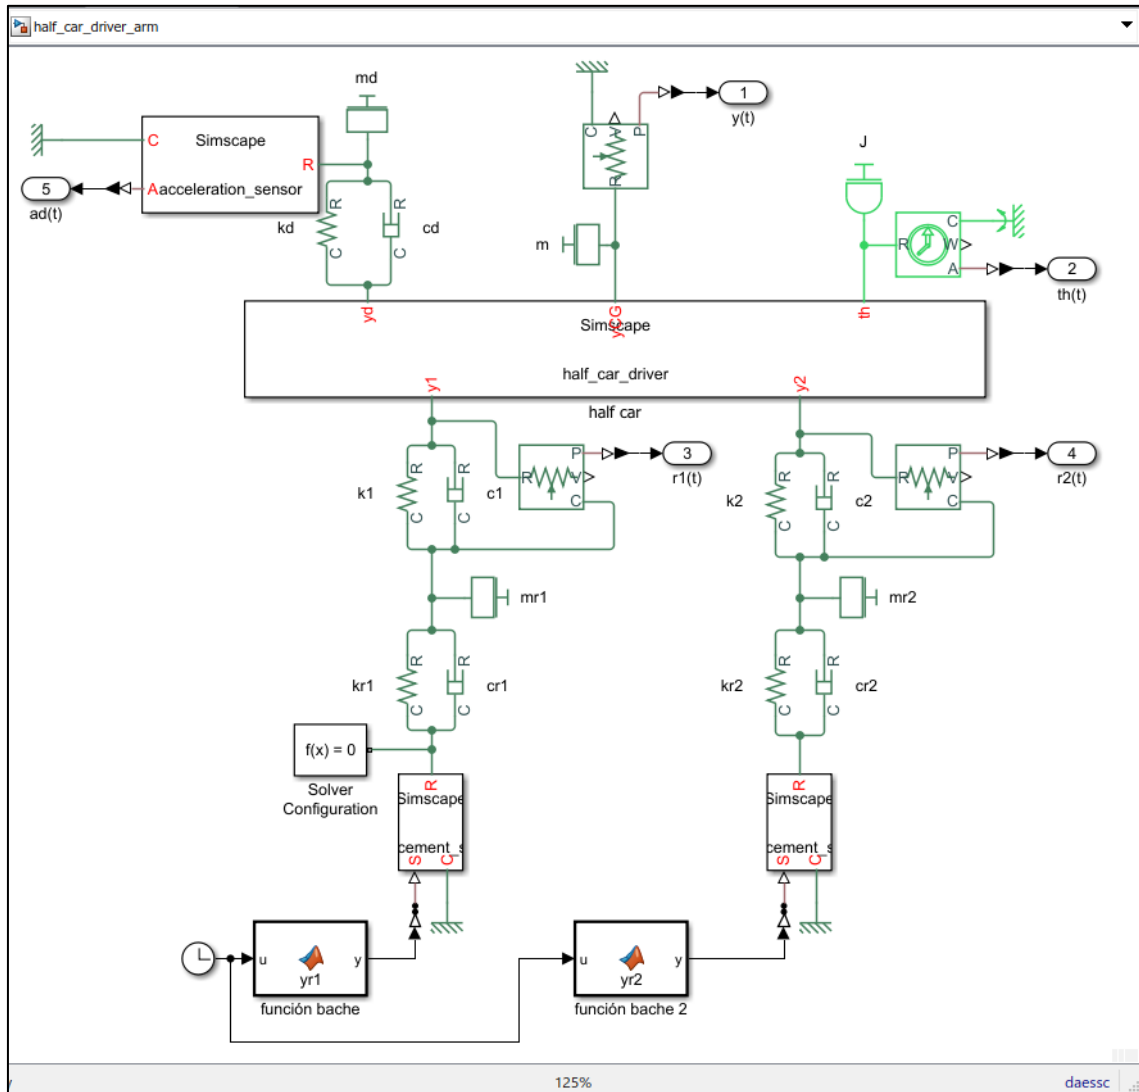 half_car_driver_arm
md
C
Simscape
R
A
acceleration_sensor
5
ad(t)
kd
R
C
R
C
cd
C
V
P
R
1
y(t)
m
J
R
C
W
A
2
th(t)
yd
yCG
th
Simscape
half_car_driver
y1
y2
half car
k1
R
C
R
C
c1
R
P
V
C
3
r1(t)
k2
R
C
R
C
c2
R
P
V
C
4
r2(t)
mr1
mr2
kr1
R
C
R
C
cr1
kr2
R
C
R
C
cr2
f(x) = 0
Solver
Configuration
R
Simscape
cement_s
S
C
R
Simscape
cement_s
S
C
u
yr1
y
función bache
u
yr2
y
función bache 2
125%
daessc